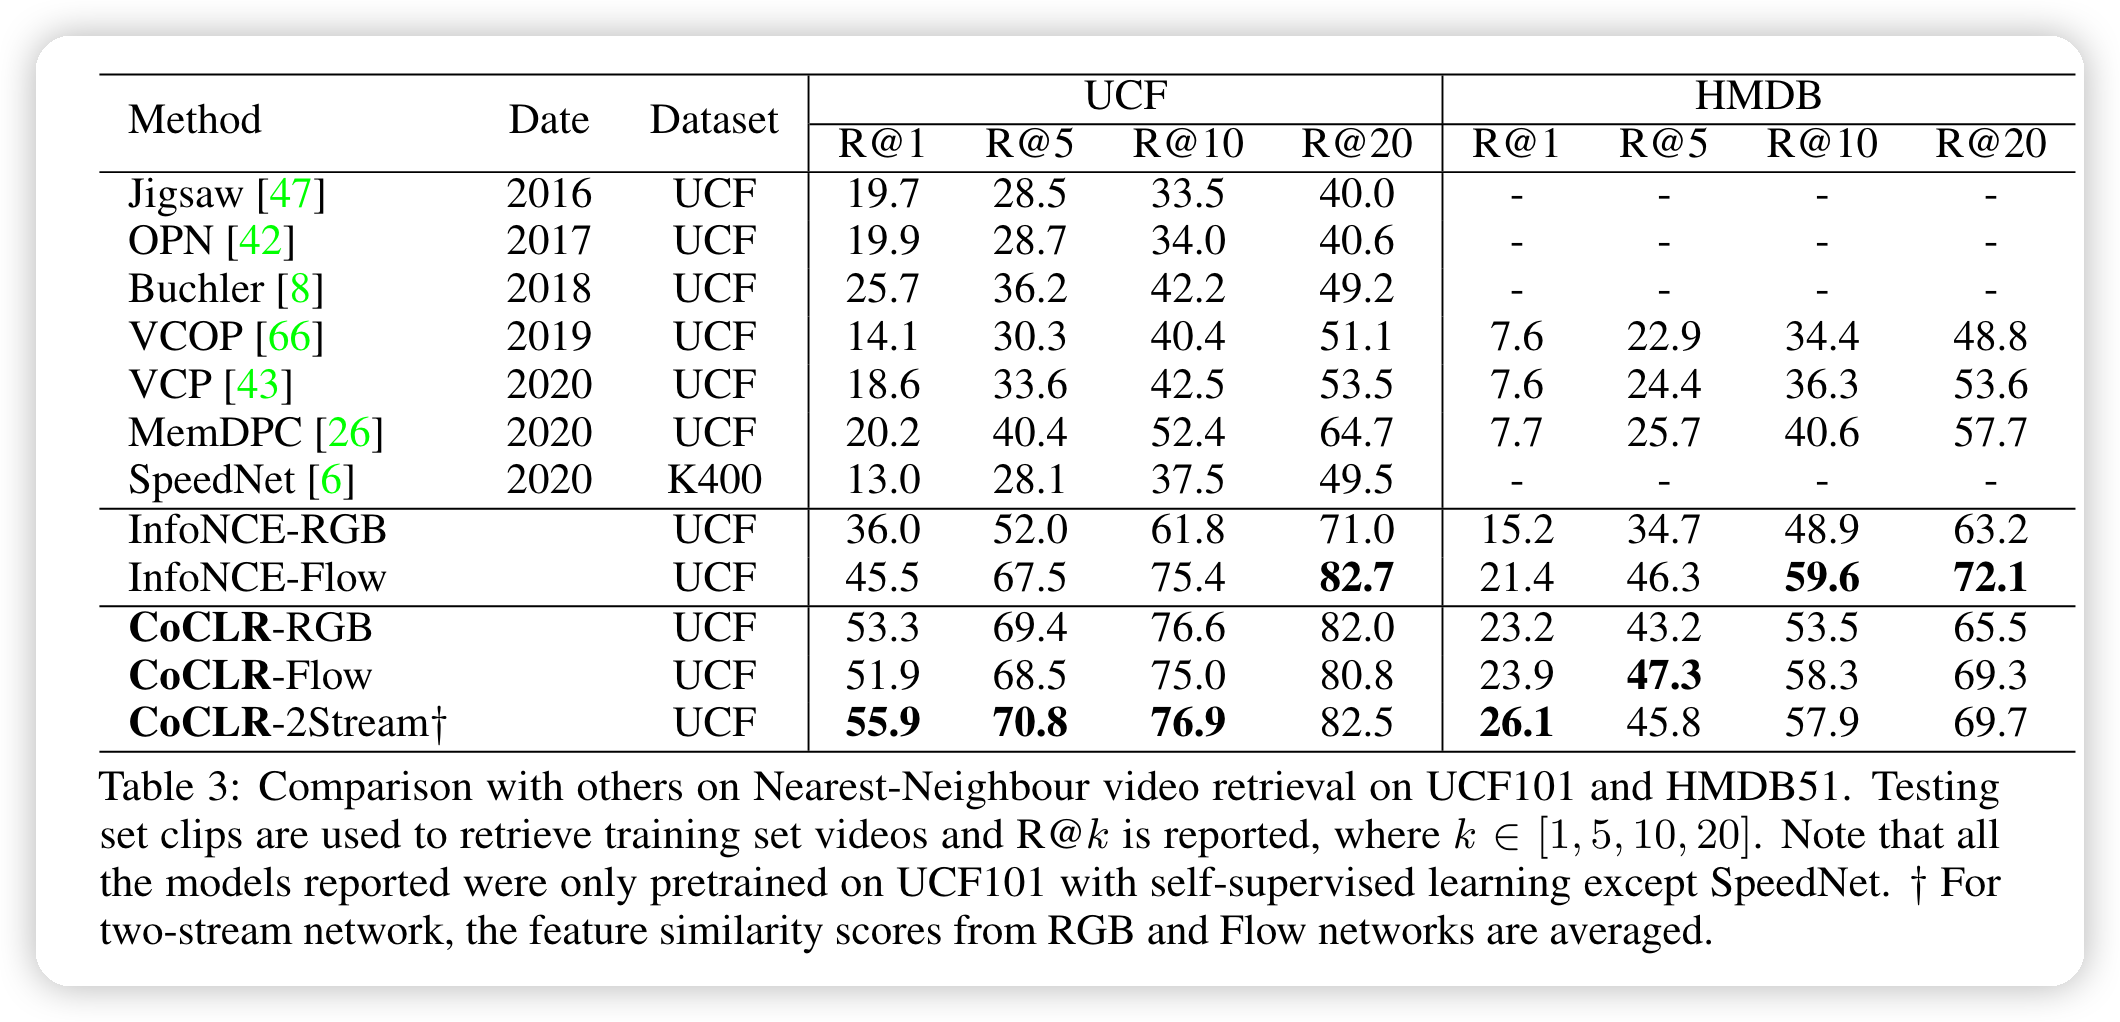 UCF HMDB
Method Date Dataset
R@1 R@5 R@10 R@20 R@1 R@5 R@10 R@20
Jigsaw [47] 2016 UCF 19.7 28.5 33.5 40.0 - - - -
OPN [42] 2017 UCF 19.9 28.7 34.0 40.6 - - - -
Buchler [8] 2018 UCF 25.7 36.2 42.2 49.2 - - - -
VCOP [66] 2019 UCF 14.1 30.3 40.4 51.1 7.6 22.9 34.4 48.8
VCP [43] 2020 UCF 18.6 33.6 42.5 53.5 7.6 24.4 36.3 53.6
MemDPC [26] 2020 UCF 20.2 40.4 52.4 64.7 7.7 25.7 40.6 57.7
SpeedNet [6] 2020 K400 13.0 28.1 37.5 49.5 - - - -
InfoNCE-RGB UCF 36.0 52.0 61.8 71.0 15.2 34.7 48.9 63.2
InfoNCE-Flow UCF 45.5 67.5 75.4 82.7 21.4 46.3 59.6 72.1
CoCLR-RGB UCF 53.3 69.4 76.6 82.0 23.2 43.2 53.5 65.5
CoCLR-Flow UCF 51.9 68.5 75.0 80.8 23.9 47.3 58.3 69.3
CoCLR-2Stream† UCF 55.9 70.8 76.9 82.5 26.1 45.8 57.9 69.7
Table 3: Comparison with others on Nearest-Neighbour video retrieval on UCF101 and HMDB51. Testing
set clips are used to retrieve training set videos and R@k is reported, where k ∈ [1, 5, 10, 20]. Note that all
the models reported were only pretrained on UCF101 with self-supervised learning except SpeedNet. † For
two-stream network, the feature similarity scores from RGB and Flow networks are averaged.